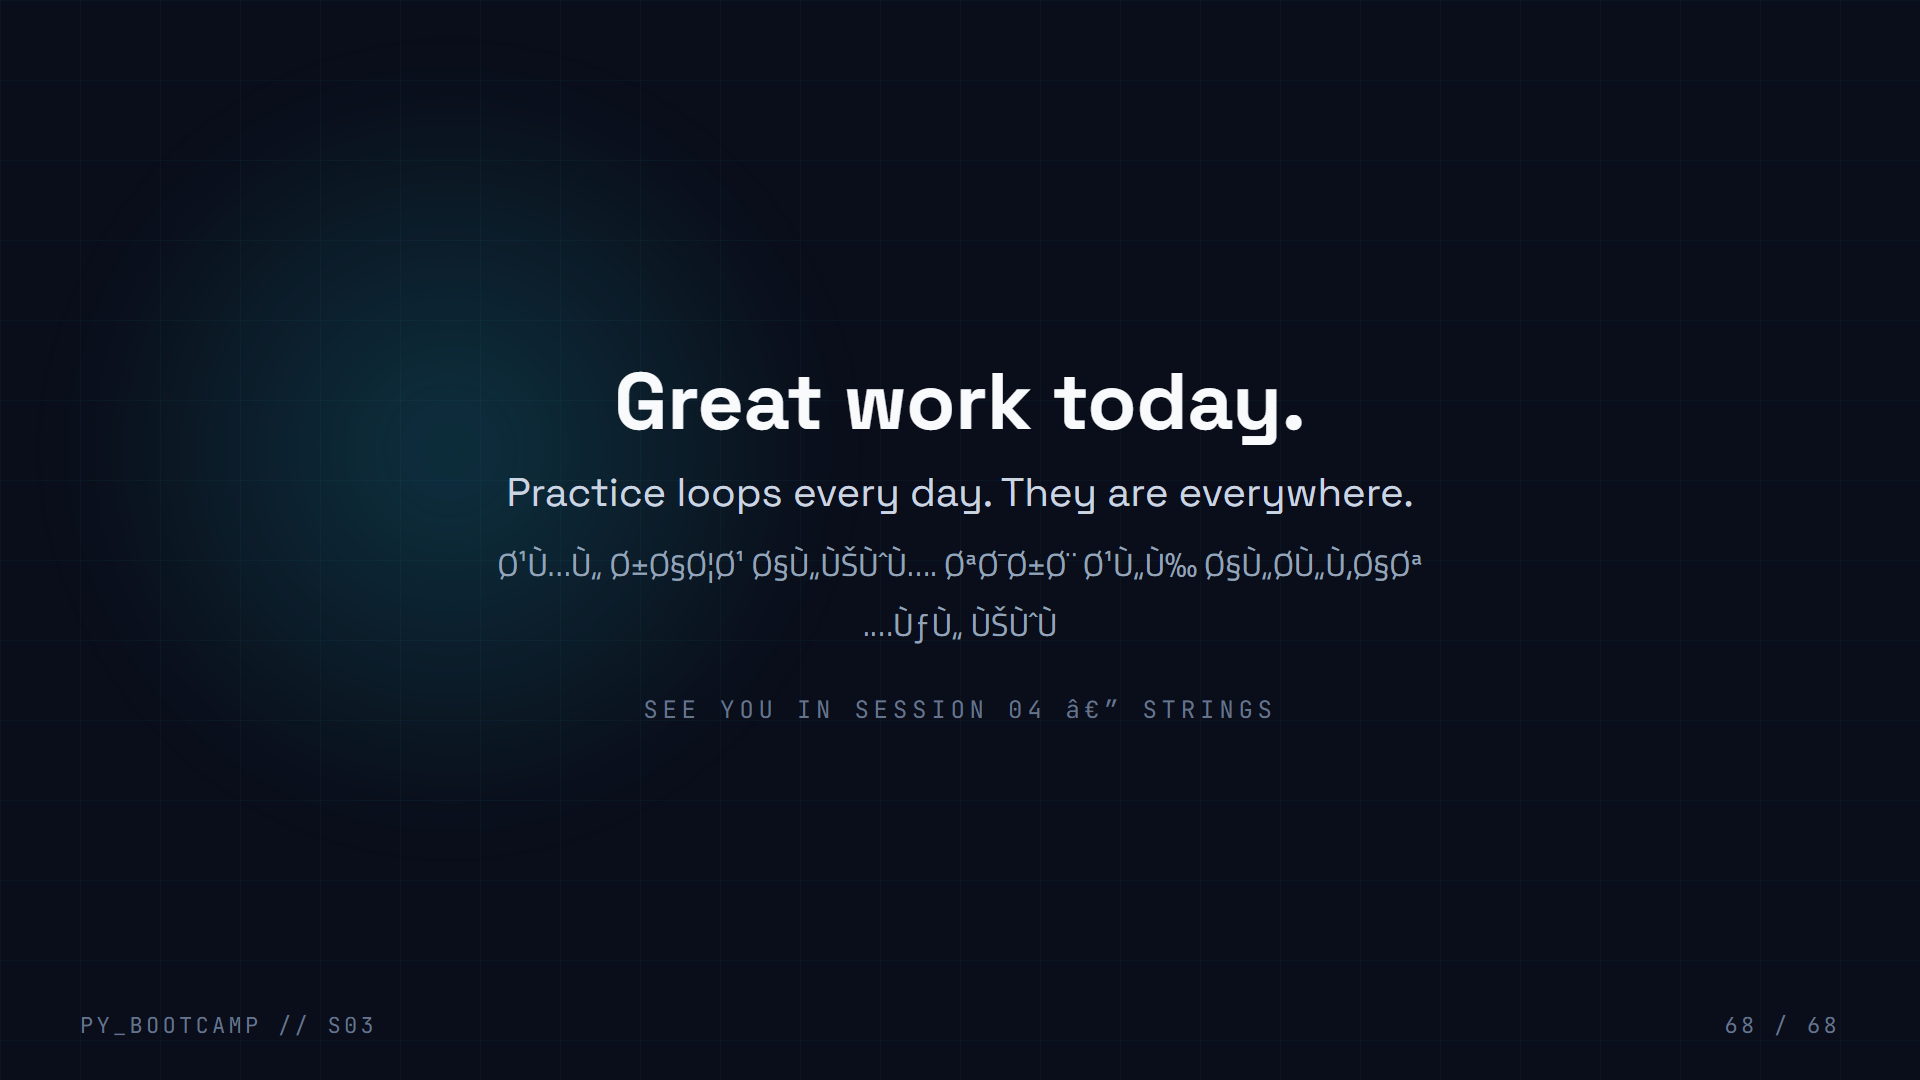 Great work today.
Practice loops every day. They are everywhere.
Ø¹Ù…Ù„ Ø±Ø§Ø¦Ø¹ Ø§Ù„ÙŠÙˆÙ…. ØªØ¯Ø±Ø¨ Ø¹Ù„Ù‰ Ø§Ù„Ø­Ù„Ù‚Ø§Øª
....ÙƒÙ„ ÙŠÙˆÙ
SEE YOU IN SESSION 04 â€” STRINGS
PY_BOOTCAMP // S03
68 / 68